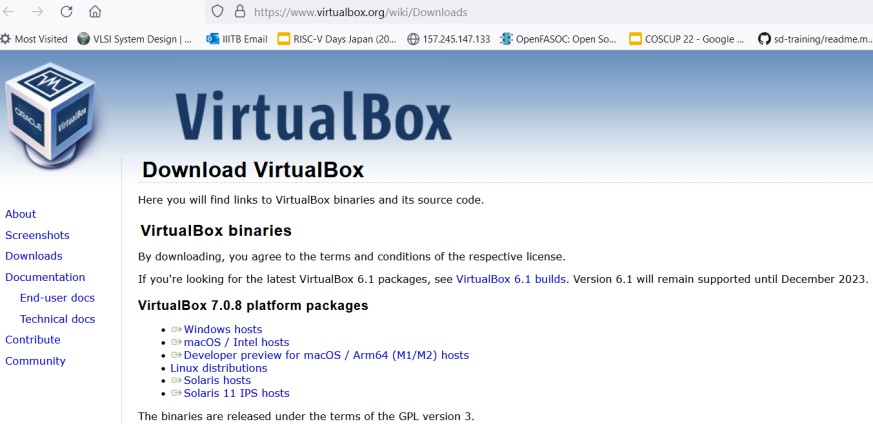 https://www.virtualbox.org/wiki/Downloads
Most Visited VLSI System Design | ... IIITB Email RISC-V Days Japan (20... 157.245.147.133 OpenFASOC: Open So... COSCUP 22 - Google ... sd-training/readme.m...
ORACLE VM VirtualBox
VirtualBox
Download VirtualBox
Here you will find links to VirtualBox binaries and its source code.
About
Screenshots
Downloads
Documentation
End-user docs
Technical docs
Contribute
Community
VirtualBox binaries
By downloading, you agree to the terms and conditions of the respective license.
If you're looking for the latest VirtualBox 6.1 packages, see VirtualBox 6.1 builds. Version 6.1 will remain supported until December 2023.
VirtualBox 7.0.8 platform packages
Windows hosts
macOS / Intel hosts
Developer preview for macOS / Arm64 (M1/M2) hosts
Linux distributions
Solaris hosts
Solaris 11 IPS hosts
The binaries are released under the terms of the GPL version 3.